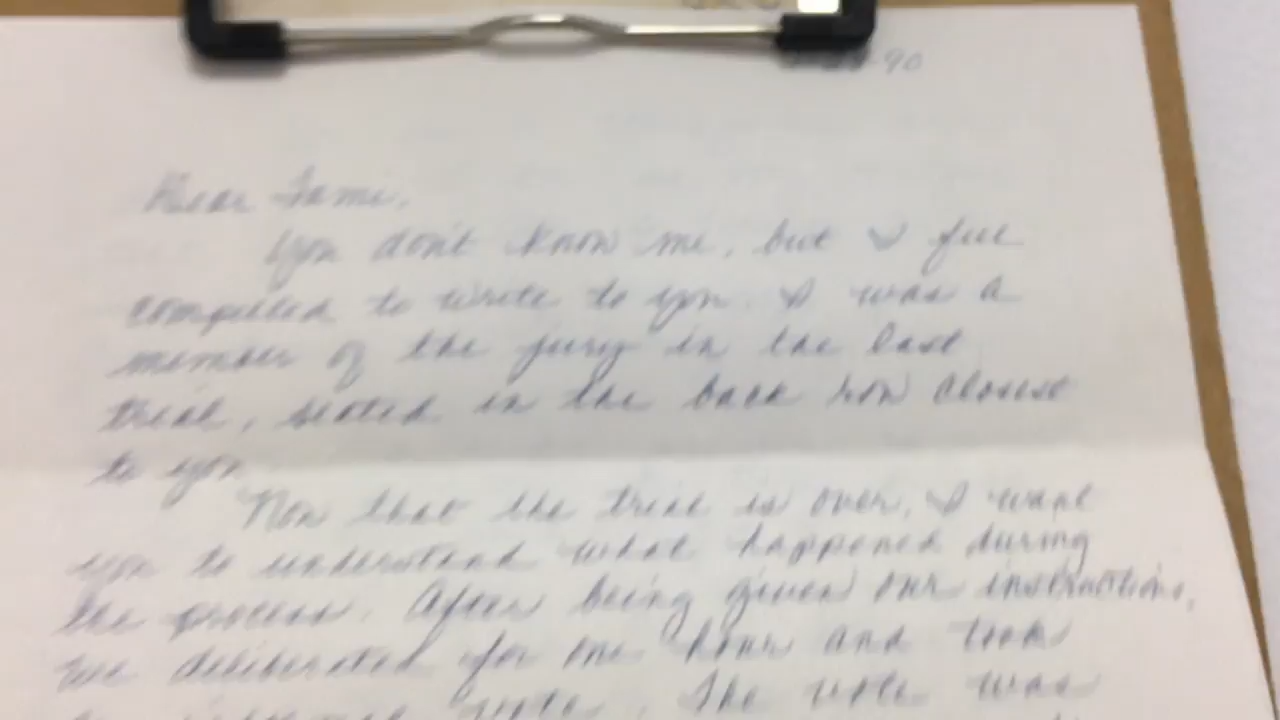 -90
Dear Tami,
You don't know me, but I feel
compelled to write to you. I was a
member of the jury in the last
trial, seated in the back row closest
to you.
Now that the trial is over, I want
you to understand what happened during
the process. After being given our instructions,
we deliberated for one hour and took
vote. The vote was